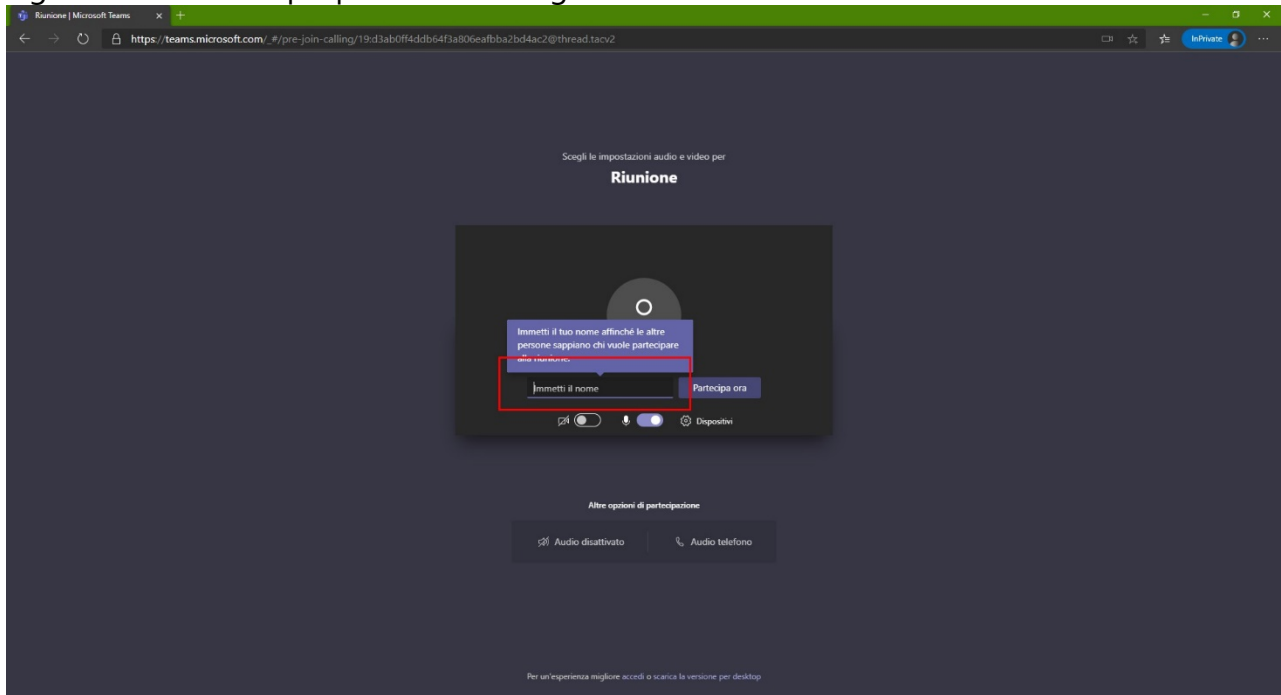 Riunione | Microsoft Teams
https://teams.microsoft.com/_#/pre-join-calling/19:d3ab0ff4ddb64f3a806eafbba2bd4ac2@thread.tacv2
InPrivate
Scegli le impostazioni audio e video per
Riunione
O
Immetti il tuo nome affinché le altre
persone sappiano chi vuole partecipare
alla riunione.
Immetti il nome
Partecipa ora
Dispositivi
Altre opzioni di partecipazione
Audio disattivato
Audio telefono
Per un'esperienza migliore accedi o scarica la versione per desktop